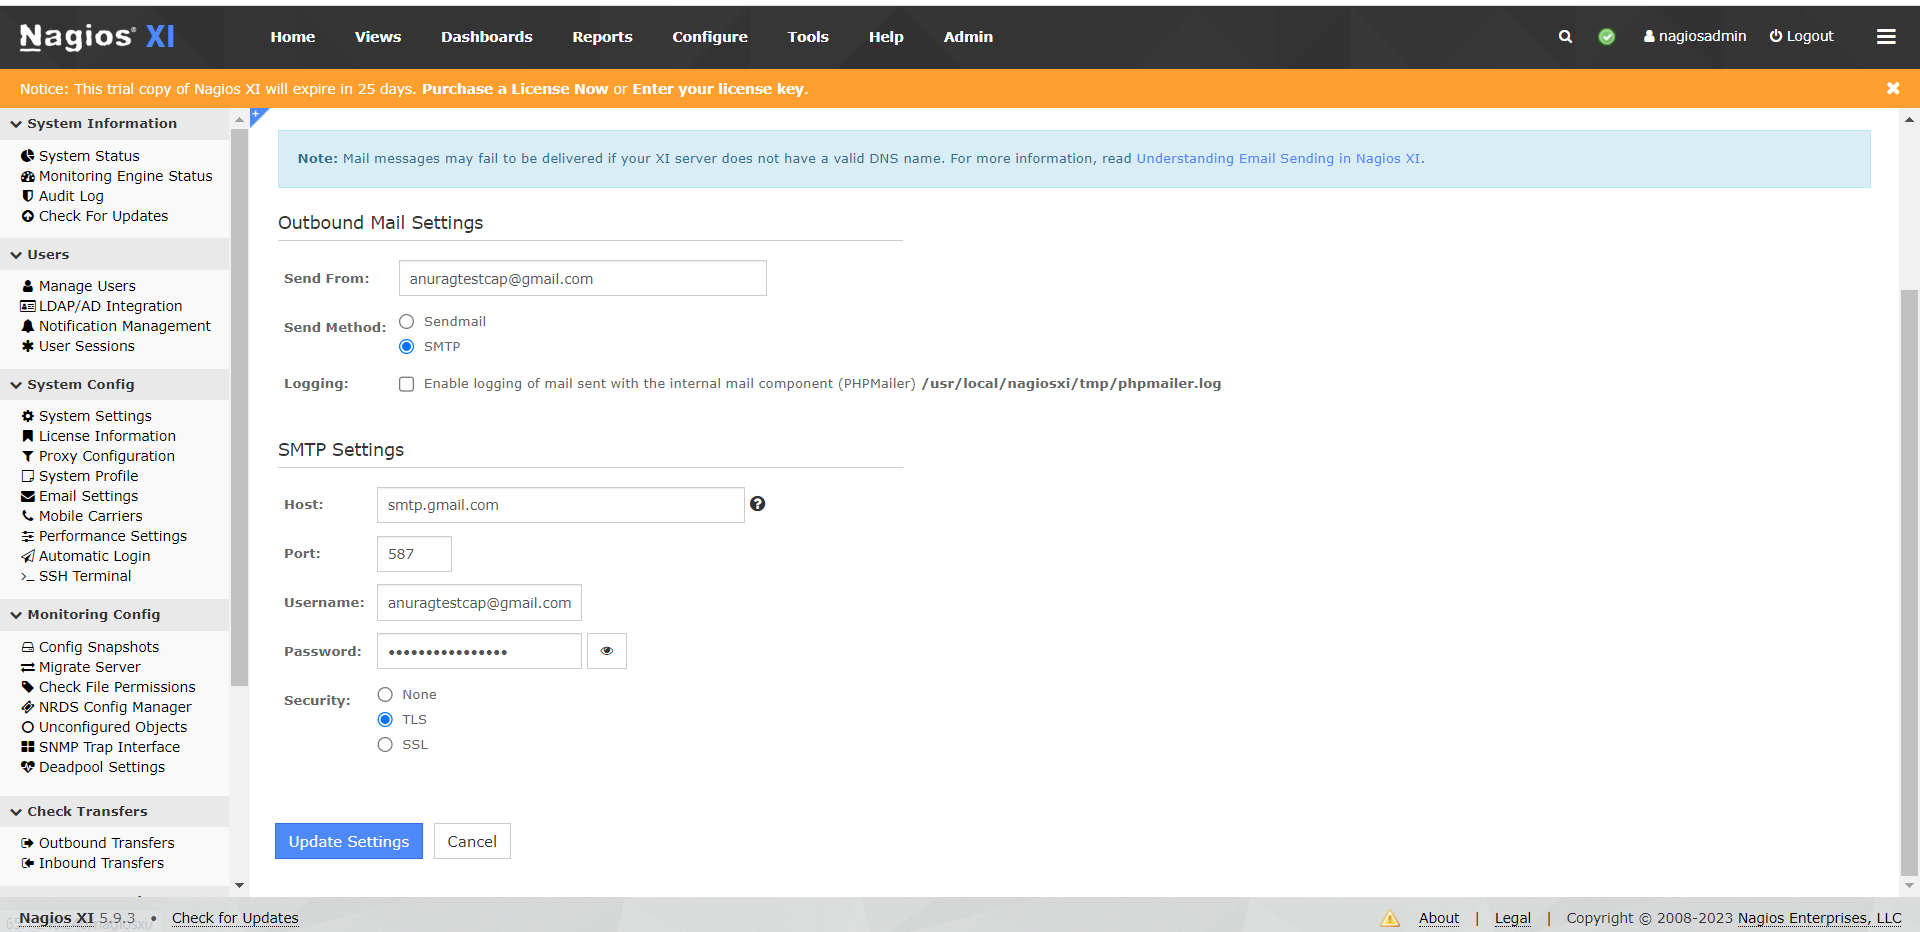 Nagios® XI
Home Views Dashboards Reports Configure Tools Help Admin
nagiosadmin Logout
Notice: This trial copy of Nagios XI will expire in 25 days. Purchase a License Now or Enter your license key.
System Information
System Status
Monitoring Engine Status
Audit Log
Check For Updates
Users
Manage Users
LDAP/AD Integration
Notification Management
User Sessions
System Config
System Settings
License Information
Proxy Configuration
System Profile
Email Settings
Mobile Carriers
Performance Settings
Automatic Login
SSH Terminal
Monitoring Config
Config Snapshots
Migrate Server
Check File Permissions
NRDS Config Manager
Unconfigured Objects
SNMP Trap Interface
Deadpool Settings
Check Transfers
Outbound Transfers
Inbound Transfers
Note: Mail messages may fail to be delivered if your XI server does not have a valid DNS name. For more information, read Understanding Email Sending in Nagios XI.
Outbound Mail Settings
Send From: anuragtestcap@gmail.com
Send Method: Sendmail
SMTP
Logging: Enable logging of mail sent with the internal mail component (PHPMailer) /usr/local/nagiosxi/tmp/phpmailer.log
SMTP Settings
Host: smtp.gmail.com
Port: 587
Username: anuragtestcap@gmail.com
Password: ••••••••••••••••
Security: None
TLS
SSL
Update Settings Cancel
Nagios XI 5.9.3 • Check for Updates
About | Legal | Copyright © 2008-2023 Nagios Enterprises, LLC